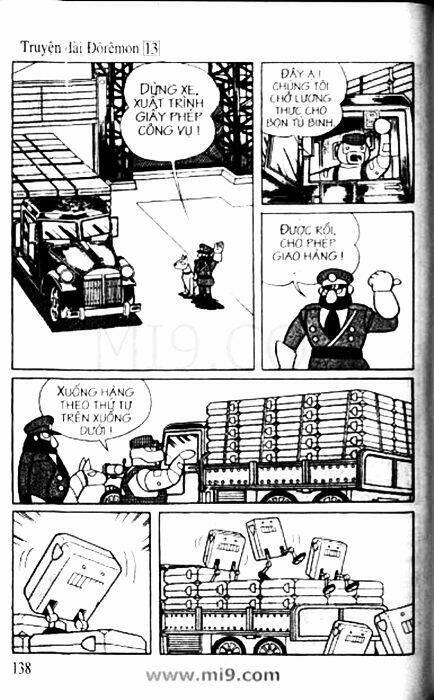 Truyện dài Đôrêmon 13
DỪNG XE,
XUẤT TRÌNH
GIẤY PHÉP
CÔNG VỤ !
ĐÂY Ạ !
CHÚNG TÔI
CHỞ LƯƠNG
THỰC CHO
BỌN TÙ BINH.
ĐƯỢC RỒI,
CHO PHÉP
GIAO HÀNG !
XUỐNG HÀNG
THEO THỨ TỰ
TRÊN XUỐNG
DƯỚI !
MI9.COM
138
www.mi9.com